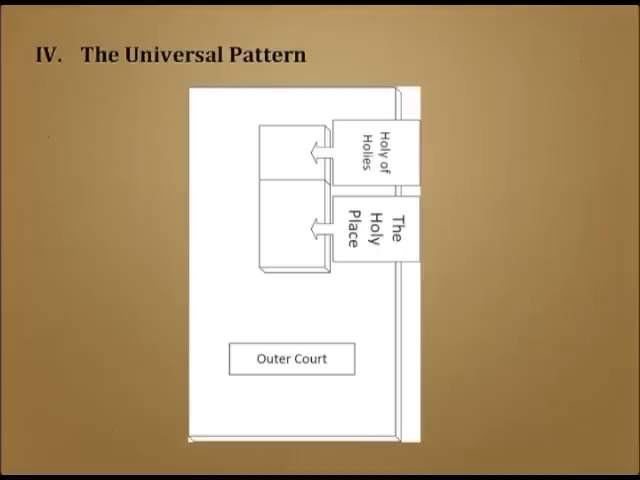 IV. The Universal Pattern
Holy of
Holies
The
Holy
Place
Outer Court